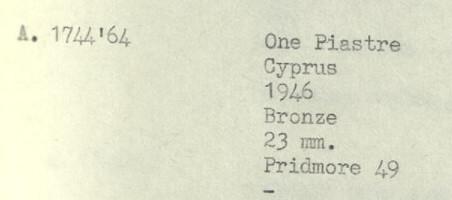 A. 1744'64
One Piastre
Cyprus
1946
Bronze
23 mm.
Pridmore 49
-